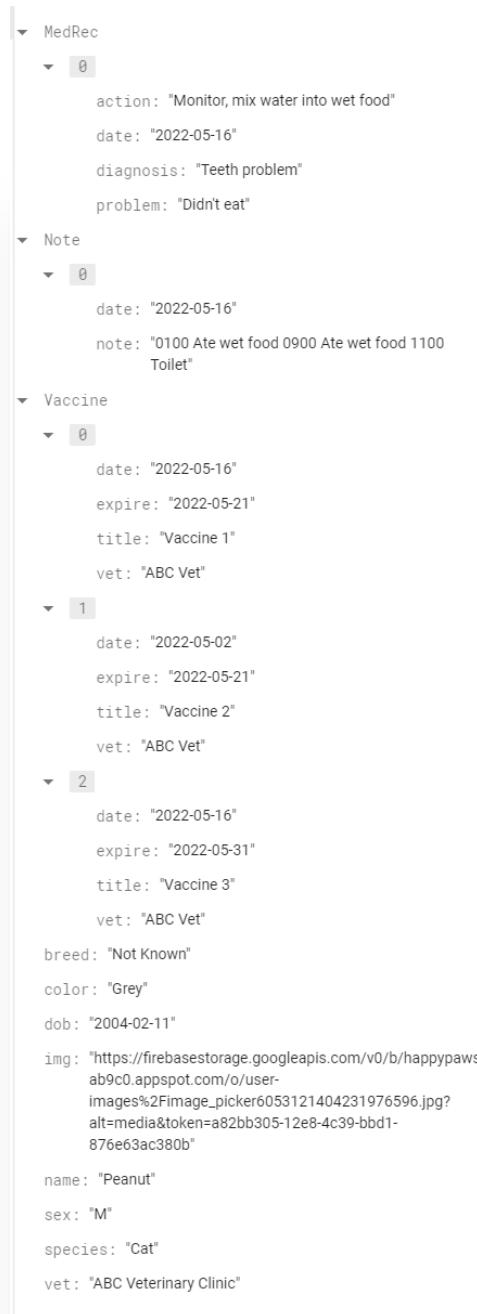 MedRec
0
action: "Monitor, mix water into wet food"
date: "2022-05-16"
diagnosis: "Teeth problem"
problem: "Didn't eat"
Note
0
date: "2022-05-16"
note: "0100 Ate wet food 0900 Ate wet food 1100
Toilet"
Vaccine
0
date: "2022-05-16"
expire: "2022-05-21"
title: "Vaccine 1"
vet: "ABC Vet"
1
date: "2022-05-02"
expire: "2022-05-21"
title: "Vaccine 2"
vet: "ABC Vet"
2
date: "2022-05-16"
expire: "2022-05-31"
title: "Vaccine 3"
vet: "ABC Vet"
breed: "Not Known"
color: "Grey"
dob: "2004-02-11"
img: "https://firebasestorage.googleapis.com/v0/b/happypaws
ab9c0.appspot.com/o/user-
images%2Fimage_picker6053121404231976596.jpg?
alt=media&token=a82bb305-12e8-4c39-bbd1-
876e63ac380b"
name: "Peanut"
sex: "M"
species: "Cat"
vet: "ABC Veterinary Clinic"